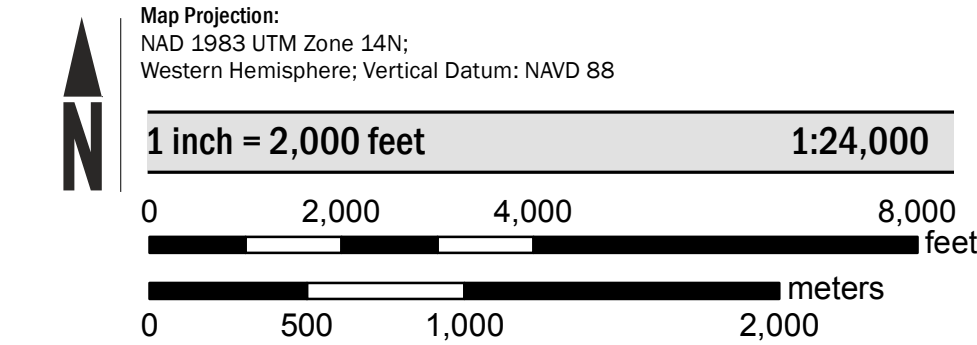 Map Projection:
NAD 1983 UTM Zone 14N;
Western Hemisphere; Vertical Datum: NAVD 88
N
1 inch = 2,000 feet 1:24,000
0 2,000 4,000 8,000
feet
meters
0 500 1,000 2,000